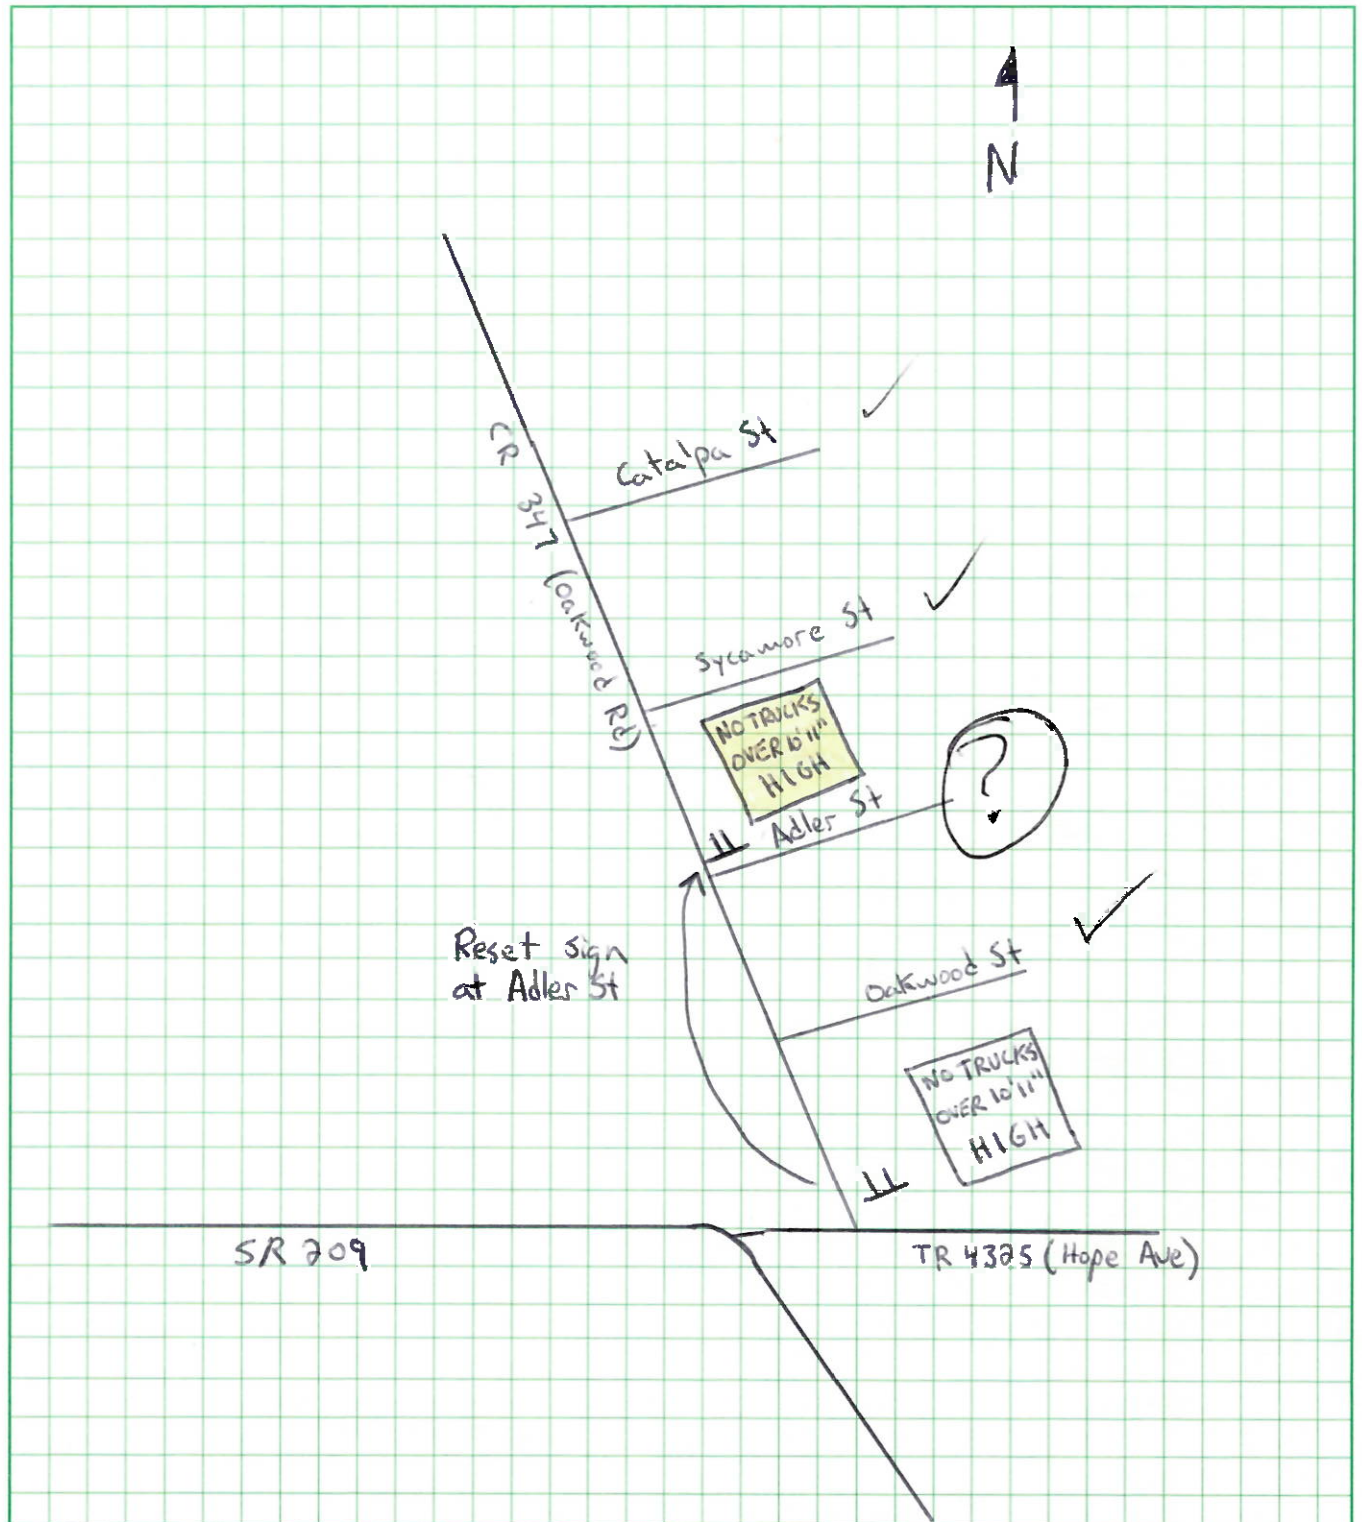 N
Catalpa St
CR 347 (Oakwood Rd)
Sycamore St
NO TRUCKS
OVER 10'11"
HIGH
?
Adler St
Reset sign
at Adler St
Oakwood St
NO TRUCKS
OVER 10'11"
HIGH
SR 209
TR 4325 (Hope Ave)